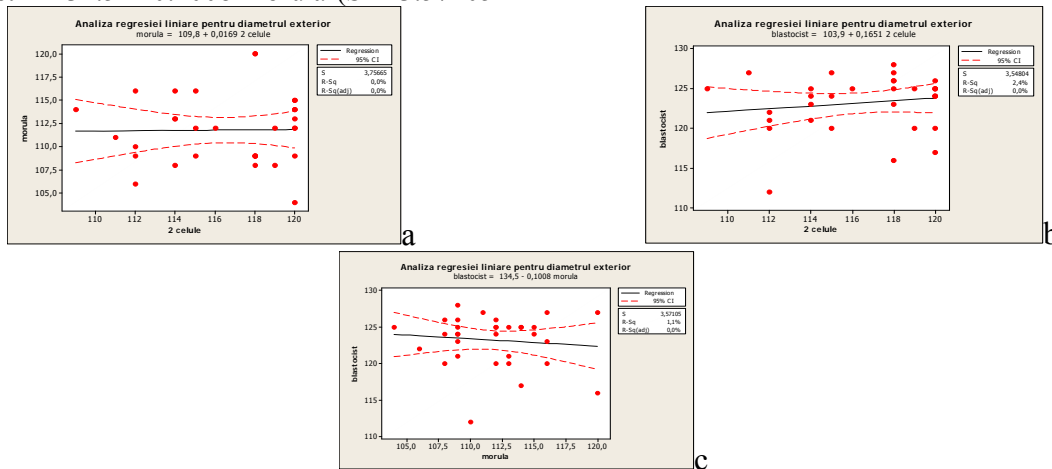 Analiza regresiei liniare pentru diametrul exterior
morula = 109,8 + 0,0169 2 celule
Regression
95% CI
S 3,75665
R-Sq 0,0%
R-Sq(adj) 0,0%
morula
120,0
117,5
115,0
112,5
110,0
107,5
105,0
110 112 114 116 118 120
2 celule
a
Analiza regresiei liniare pentru diametrul exterior
blastocist = 103,9 + 0,1651 2 celule
Regression
95% CI
S 3,54804
R-Sq 2,4%
R-Sq(adj) 0,0%
blastocist
130
125
120
110
110 112 114 116 118 120
2 celule
b
Analiza regresiei liniare pentru diametrul exterior
blastocist = 134,5 - 0,1008 morula
Regression
95% CI
S 3,57105
R-Sq 1,1%
R-Sq(adj) 0,0%
blastocist
130
125
120
110
105,0 107,5 110,0 112,5 115,0 117,5 120,0
morula
c